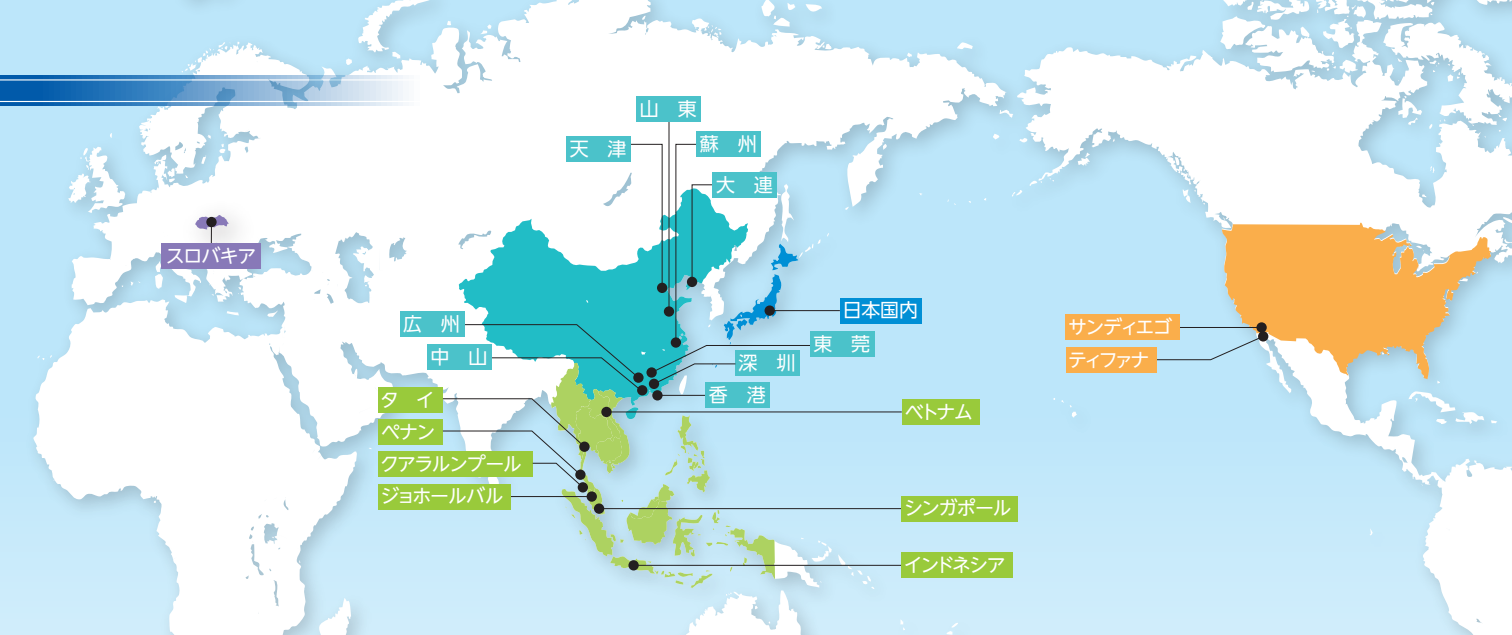 山 東
天 津
蘇 州
大 連
スロバキア
日本国内
広 州
中 山
東 莞
深 圳
香 港
サンディエゴ
ティファナ
タ イ
ペナン
クアラルンプール
ジョホールバル
ベトナム
シンガポール
インドネシア